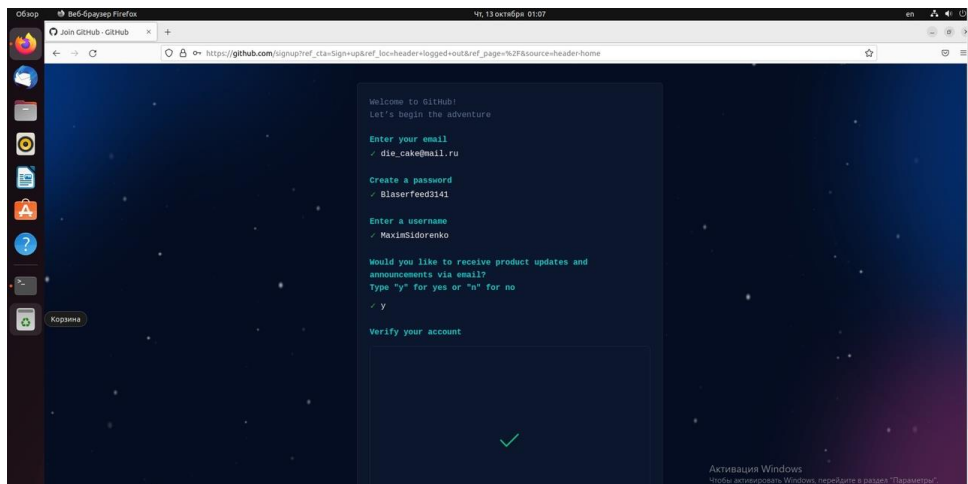 Обзор
Веб-браузер Firefox
Чт, 13 октября 01:07
en
Join GitHub · GitHub
https://github.com/signup?ref_cta=Sign+up&ref_loc=header+logged+out&ref_page=%2F&source=header-home
Welcome to GitHub!
Let's begin the adventure
Enter your email
✓ die_cake@mail.ru
Create a password
✓ Blaserfeed3141
Enter a username
✓ MaximSidorenko
Would you like to receive product updates and
announcements via email?
Type "y" for yes or "n" for no
✓ y
Корзина
Verify your account
Активация Windows
Чтобы активировать Windows, перейдите в раздел "Параметры".